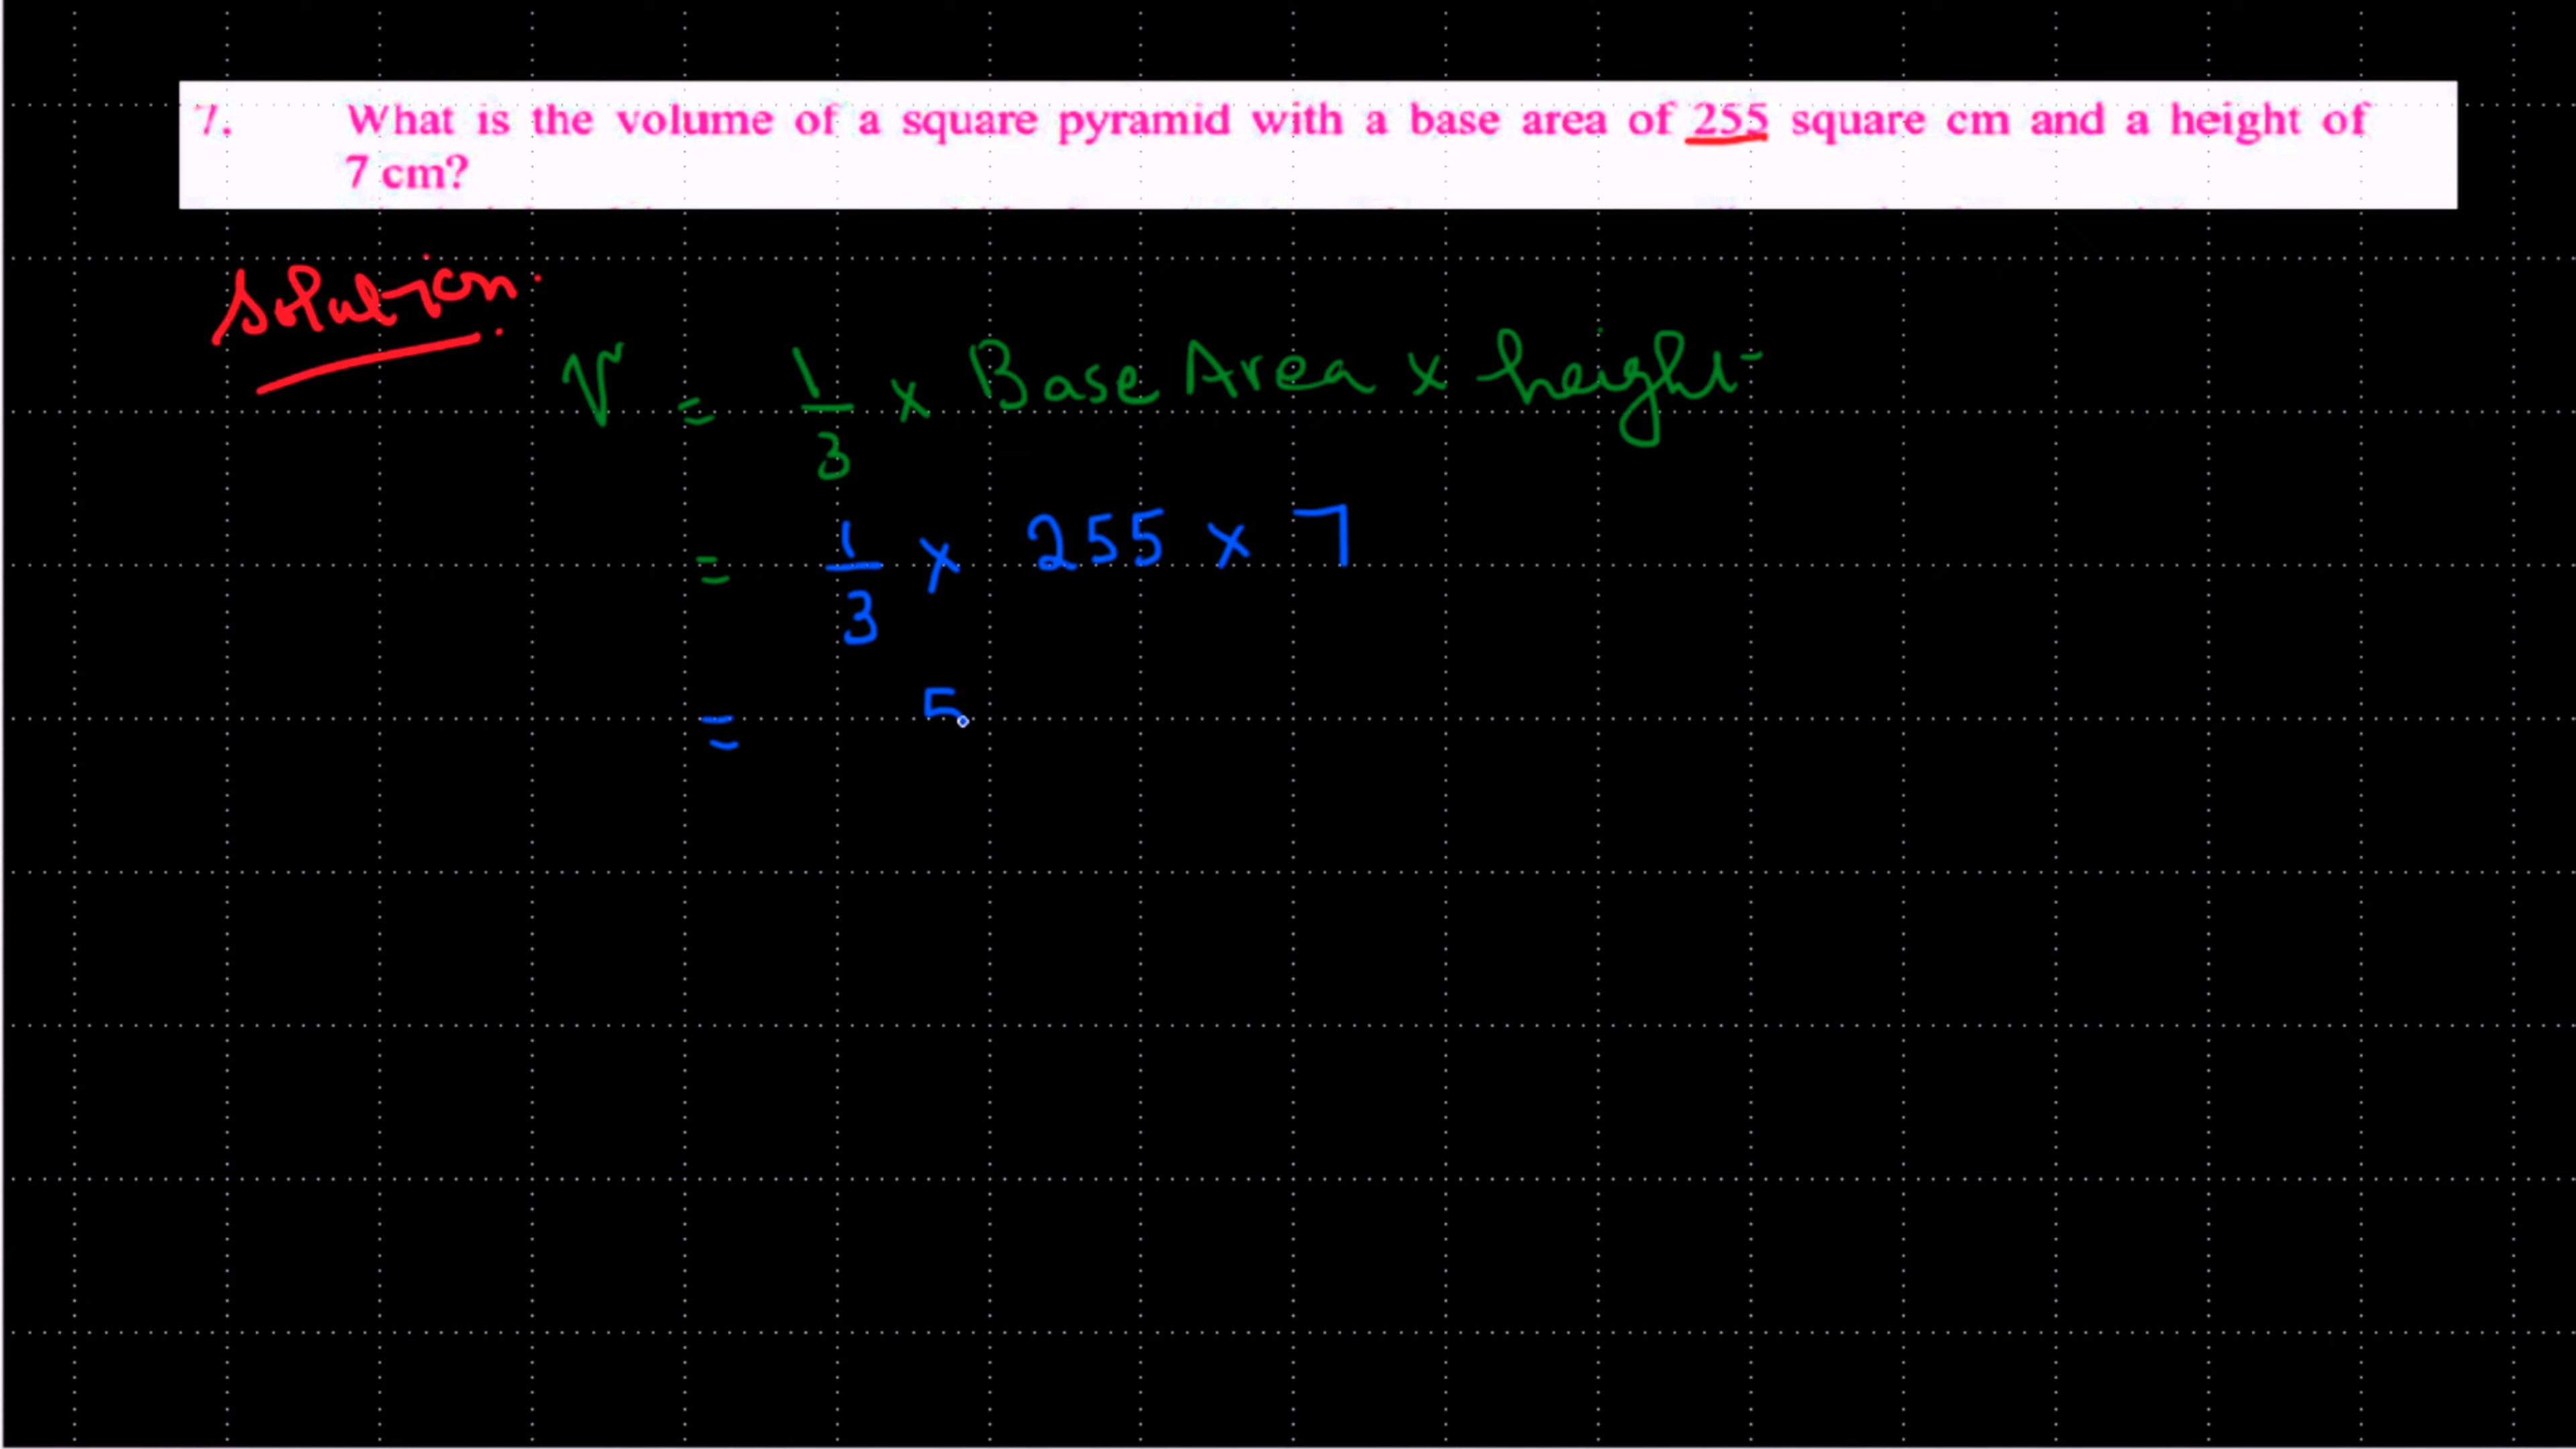 7. What is the volume of a square pyramid with a base area of 255 square cm and a height of
7 cm?
Solution.
V = 1/3 × Base Area × height
= 1/3 × 255 × 7
= 5